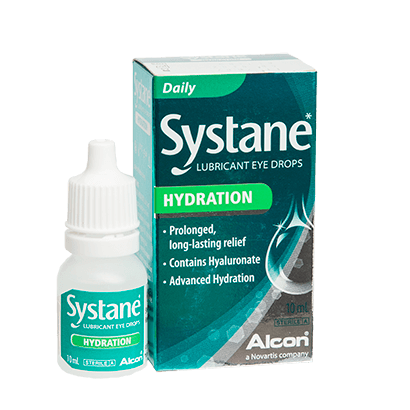 Daily
Systane*
LUBRICANT EYE DROPS
HYDRATION
• Prolonged,
long-lasting relief
• Contains Hyaluronate
• Advanced Hydration
10 mL
STERILE A
Alcon
a Novartis company
Systane
LUBRICANT EYE DROPS
HYDRATION
10 mL STERILE A Alcon